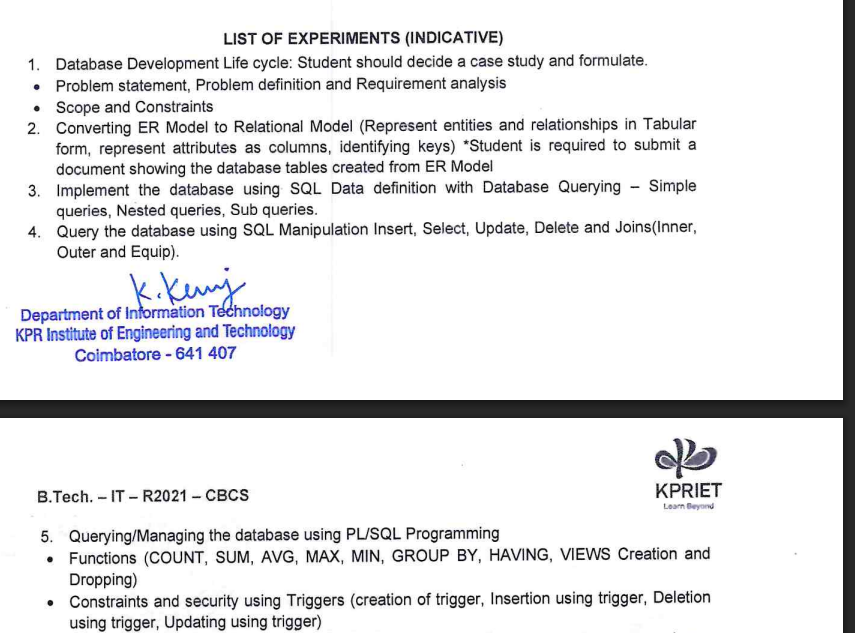 LIST OF EXPERIMENTS (INDICATIVE)
1. Database Development Life cycle: Student should decide a case study and formulate.
• Problem statement, Problem definition and Requirement analysis
• Scope and Constraints
2. Converting ER Model to Relational Model (Represent entities and relationships in Tabular
form, represent attributes as columns, identifying keys) *Student is required to submit a
document showing the database tables created from ER Model
3. Implement the database using SQL Data definition with Database Querying – Simple
queries, Nested queries, Sub queries.
4. Query the database using SQL Manipulation Insert, Select, Update, Delete and Joins(Inner,
Outer and Equip).
Department of Information Technology
KPR Institute of Engineering and Technology
Coimbatore - 641 407
KPRIET
Learn Beyond
B.Tech. – IT – R2021 – CBCS
5. Querying/Managing the database using PL/SQL Programming
• Functions (COUNT, SUM, AVG, MAX, MIN, GROUP BY, HAVING, VIEWS Creation and
Dropping)
• Constraints and security using Triggers (creation of trigger, Insertion using trigger, Deletion
using trigger, Updating using trigger)